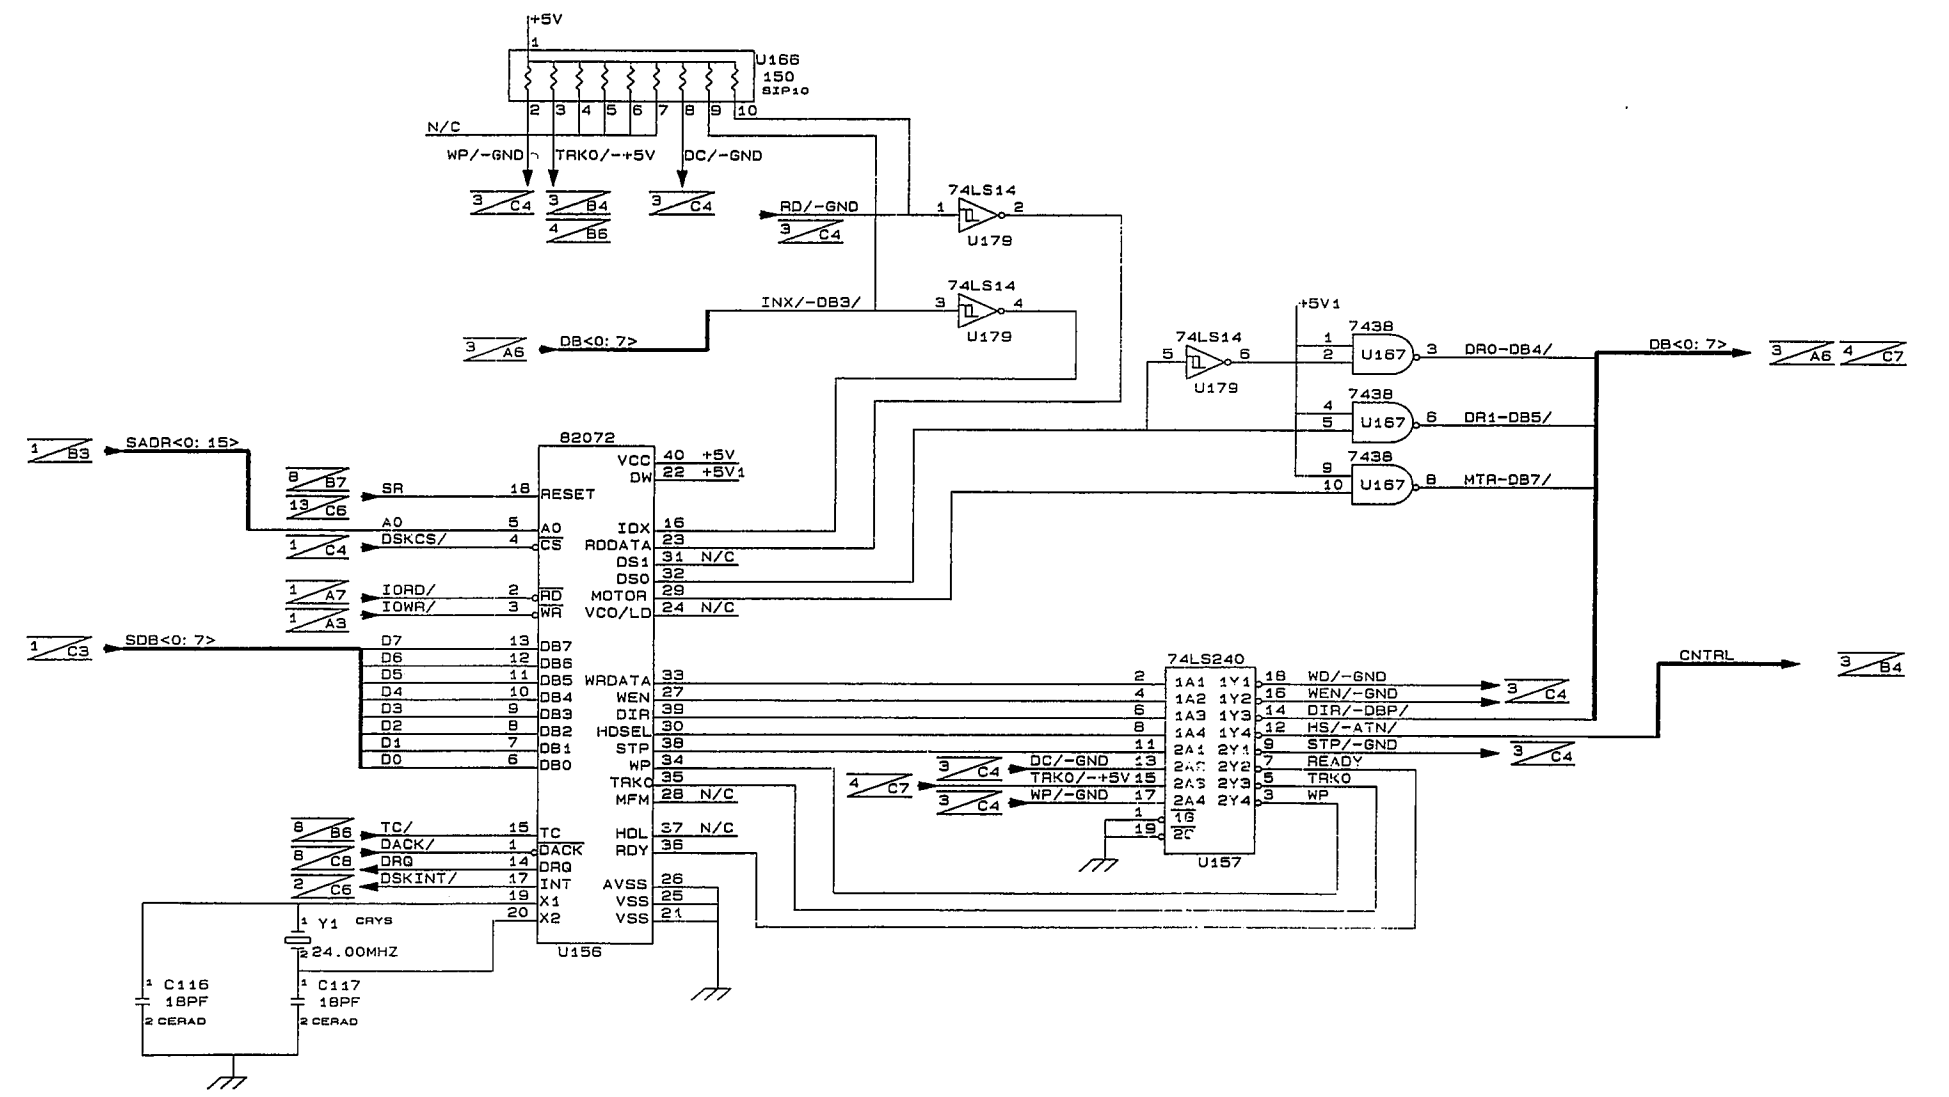 +5V
1
U166
150
SIP10
2 3 4 5 6 7 8 9 10
N/C
WP/-GND TRK0/-+5V DC/-GND
3 C4 3 B4 3 C4
4 B6
RD/-GND
3 C4
1 74LS14 2
U179
INX/-DB3/
3 74LS14 4
U179
DB<0:7>
3 A6
5 74LS14 6
U179
+5V1
7438
1
2 U167 3 DR0-DB4/
7438
4
5 U167 6 DR1-DB5/
7438
9
10 U167 8 MTR-DB7/
DB<0:7>
3 A6 4 C7
1 B3 SADR<0:15>
82072
VCC 40 +5V
DW 22 +5V1
8 B7
SR 18 RESET
13 C6
A0 5 A0
IDX 16
1 C4 DSKCS/ 4 CS
RDDATA 23
DS1 31 N/C
DS0 32
1 A7 IORD/ 2 RD
MOTOR 29
1 A3 IOWR/ 3 WR
VCO/LD 24 N/C
1 C3 SDB<0:7>
D7 13 DB7
D6 12 DB6
D5 11 DB5 WRDATA 33
D4 10 DB4 WEN 27
D3 9 DB3 DIR 39
D2 8 DB2 HDSEL 30
D1 7 DB1 STP 38
D0 6 DB0 WP 34
TRK0 35
MFM 28 N/C
8 B6 TC/ 15 TC HDL 37 N/C
8 C8 DACK/ 1 DACK RDY 36
DRQ 14 DRQ
2 C6 DSKINT/ 17 INT AVSS 26
19 X1 VSS 25
20 X2 VSS 21
U156
74LS240
2 1A1 1Y1 18 WD/-GND
4 1A2 1Y2 16 WEN/-GND
3 C4
6 1A3 1Y3 14 DIR/-DBP/
8 1A4 1Y4 12 HS/-ATN/
11 2A1 2Y1 9 STP/-GND
3 C4
3 C4 DC/-GND 13 2A2 2Y2 7 READY
4 C7 TRK0/-+5V 15 2A3 2Y3 5 TRK0
3 C4 WP/-GND 17 2A4 2Y4 3 WP
1 1G
19
U157
CNTRL
3 B4
1 Y1 CRYS
2 24.00MHZ
1 C116
18PF
2 CERAD
1 C117
18PF
2 CERAD